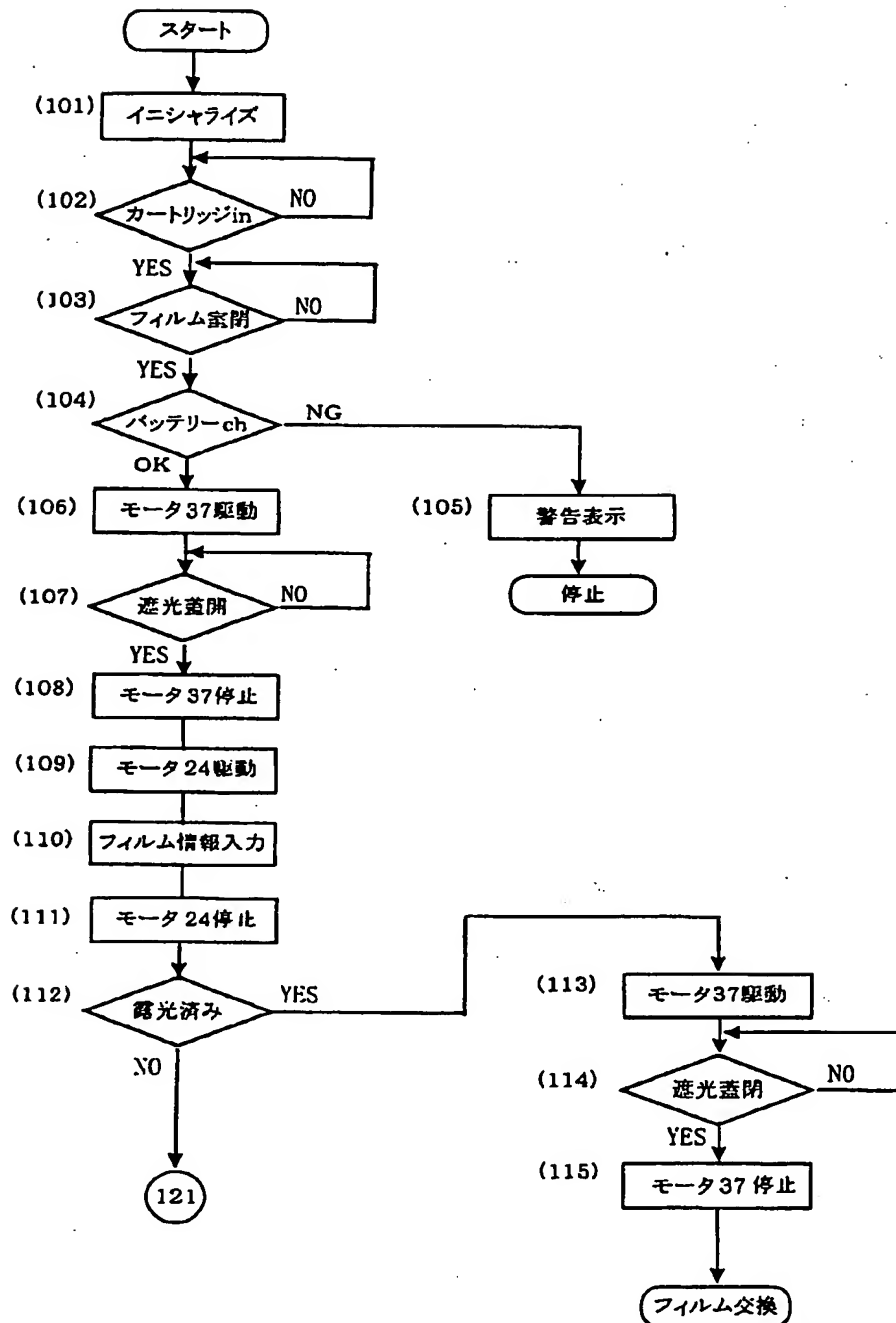 スタート
(101) イニシャライズ
(102) カートリッジin NO
YES
(103) フィルム室閉 NO
YES
(104) バッテリーch NG
OK
(106) モータ37駆動
(105) 警告表示
停止
(107) 遮光蓋開 NO
YES
(108) モータ37停止
(109) モータ24駆動
(110) フィルム情報入力
(111) モータ24停止
(112)露光済み YES
NO
121
(113) モータ37駆動
(114) 遮光蓋閉 NO
YES
(115) モータ37停止
フィルム交換